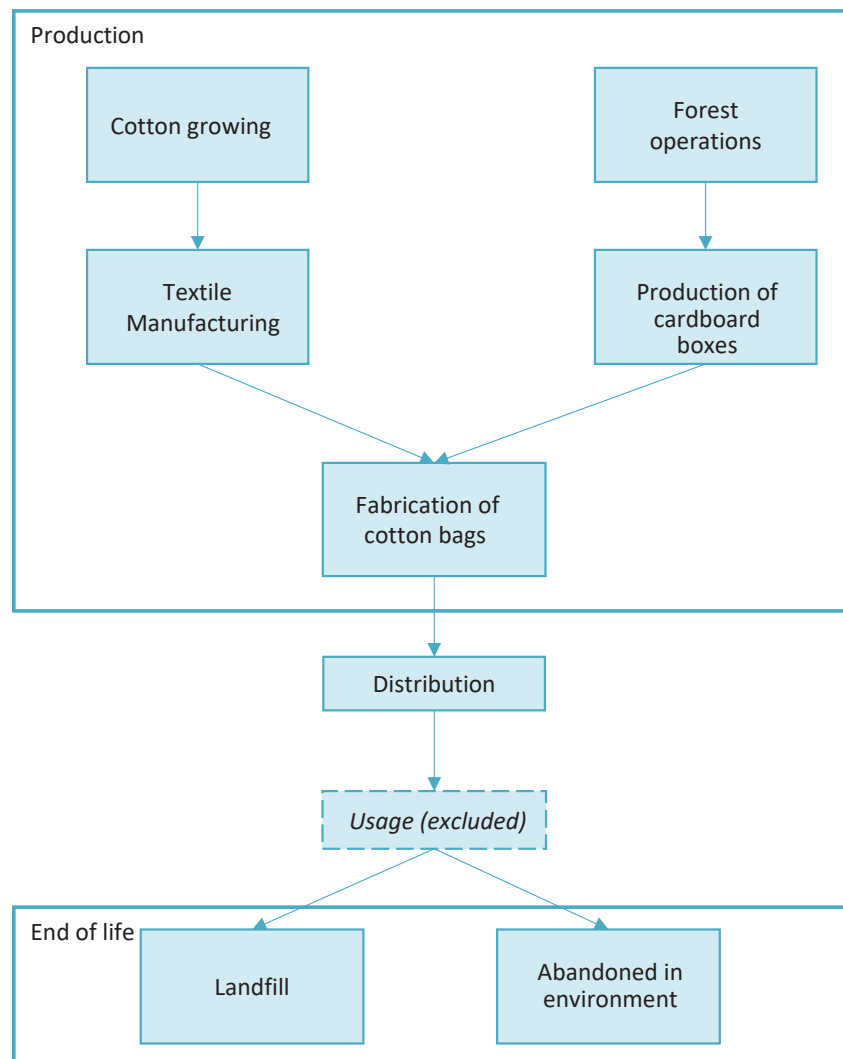 Production
Cotton growing
Forest
operations
Textile
Manufacturing
Production of
cardboard
boxes
Fabrication of
cotton bags
Distribution
Usage (excluded)
End of life
Landfill
Abandoned in
environment